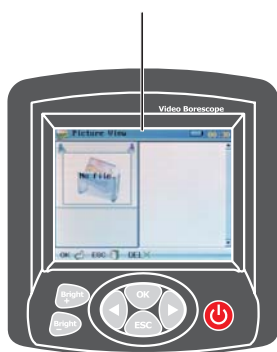 Video Borescope
Picture View
No File.
OK ESC DEL
Bright
+
OK
Bright
−
ESC